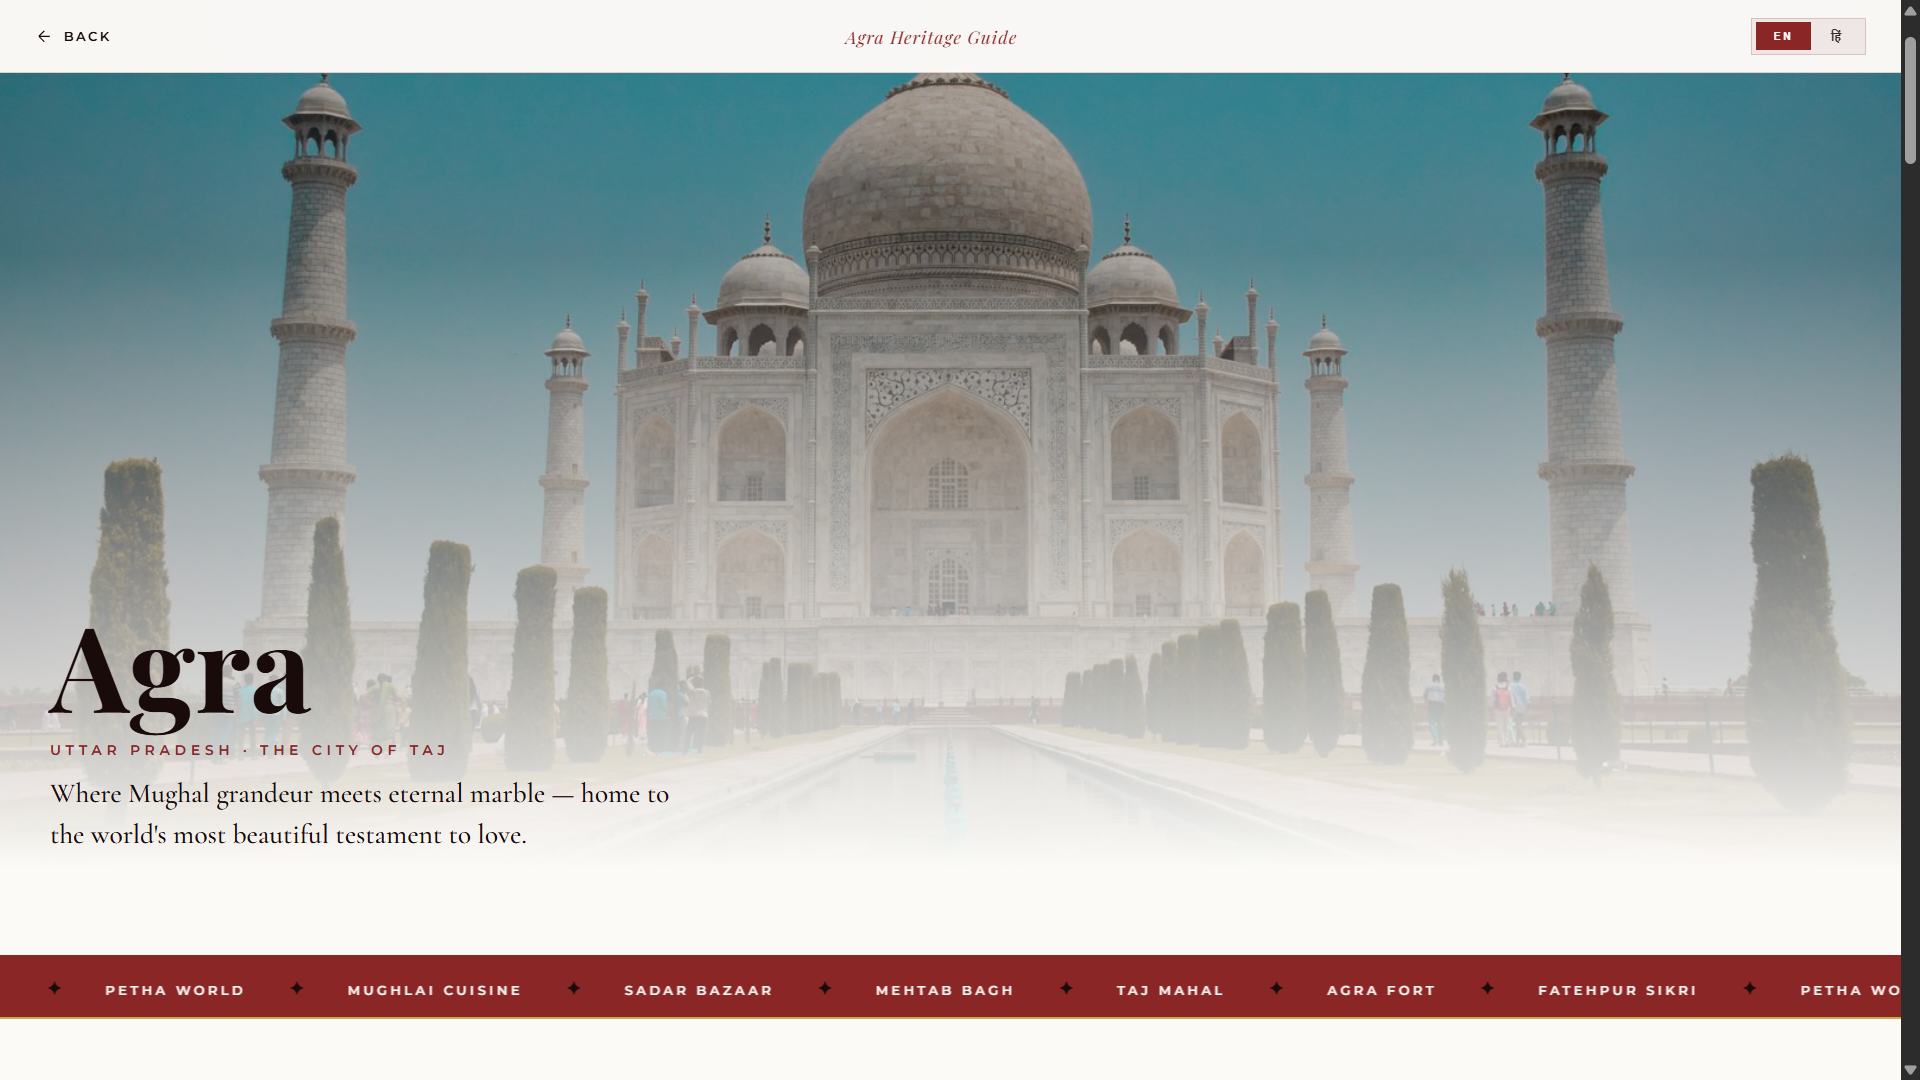 ← BACK
Agra Heritage Guide
EN
हिं
Agra
UTTAR PRADESH · THE CITY OF TAJ
Where Mughal grandeur meets eternal marble — home to
the world's most beautiful testament to love.
✦ PETHA WORLD ✦ MUGHLAI CUISINE ✦ SADAR BAZAAR ✦ MEHTAB BAGH ✦ TAJ MAHAL ✦ AGRA FORT ✦ FATEHPUR SIKRI ✦ PETHA WO